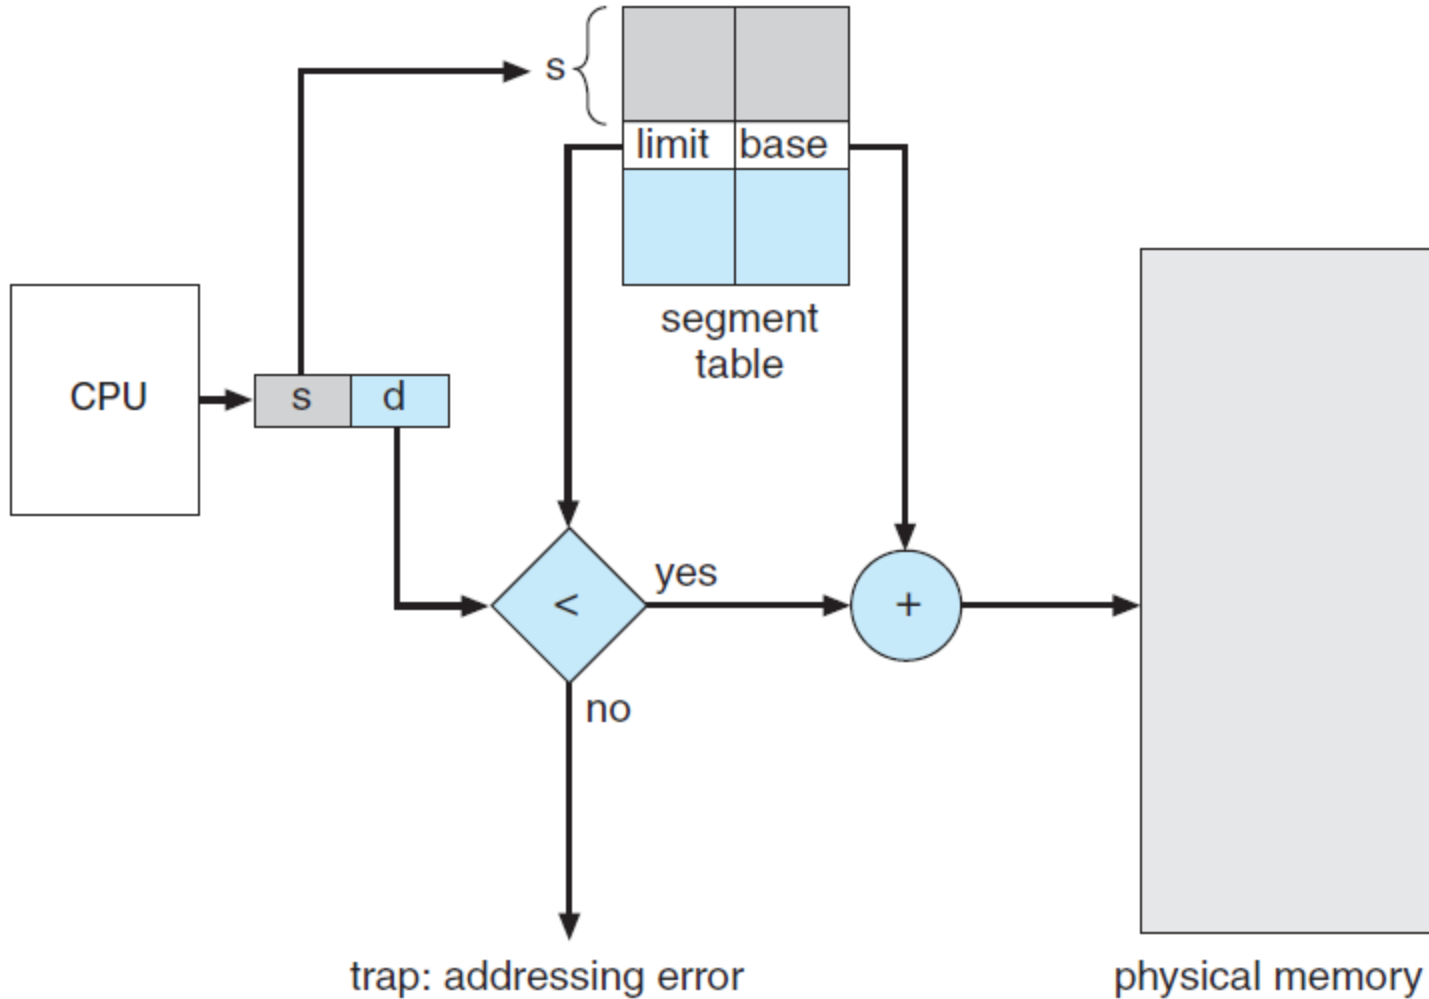 s
limit base
segment
table
CPU
s d
<
yes
+
no
trap: addressing error
physical memory